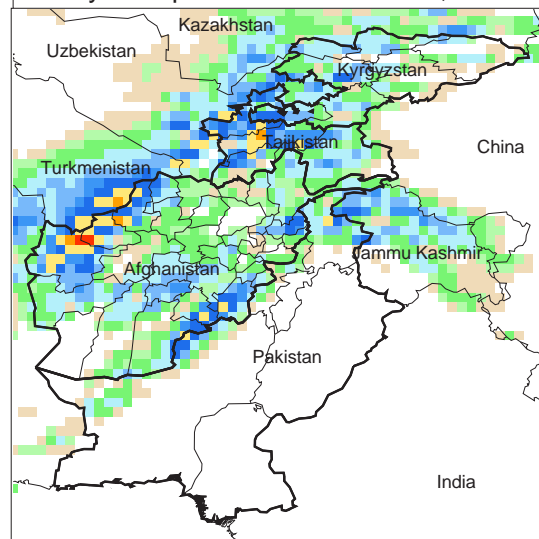 Kazakhstan
Uzbekistan
Kyrgyzstan
Tajikistan
China
Turkmenistan
Jammu Kashmir
Afghanistan
Pakistan
India